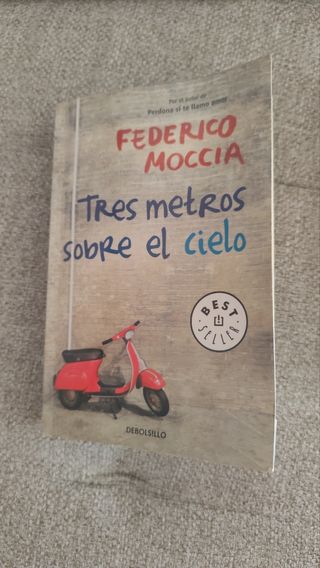 Por el autor de
Perdona si te llamo amor
FEDERICO
MOCCIA
Tres metros
sobre el cielo
BEST
SELLER
DEBOLSILLO